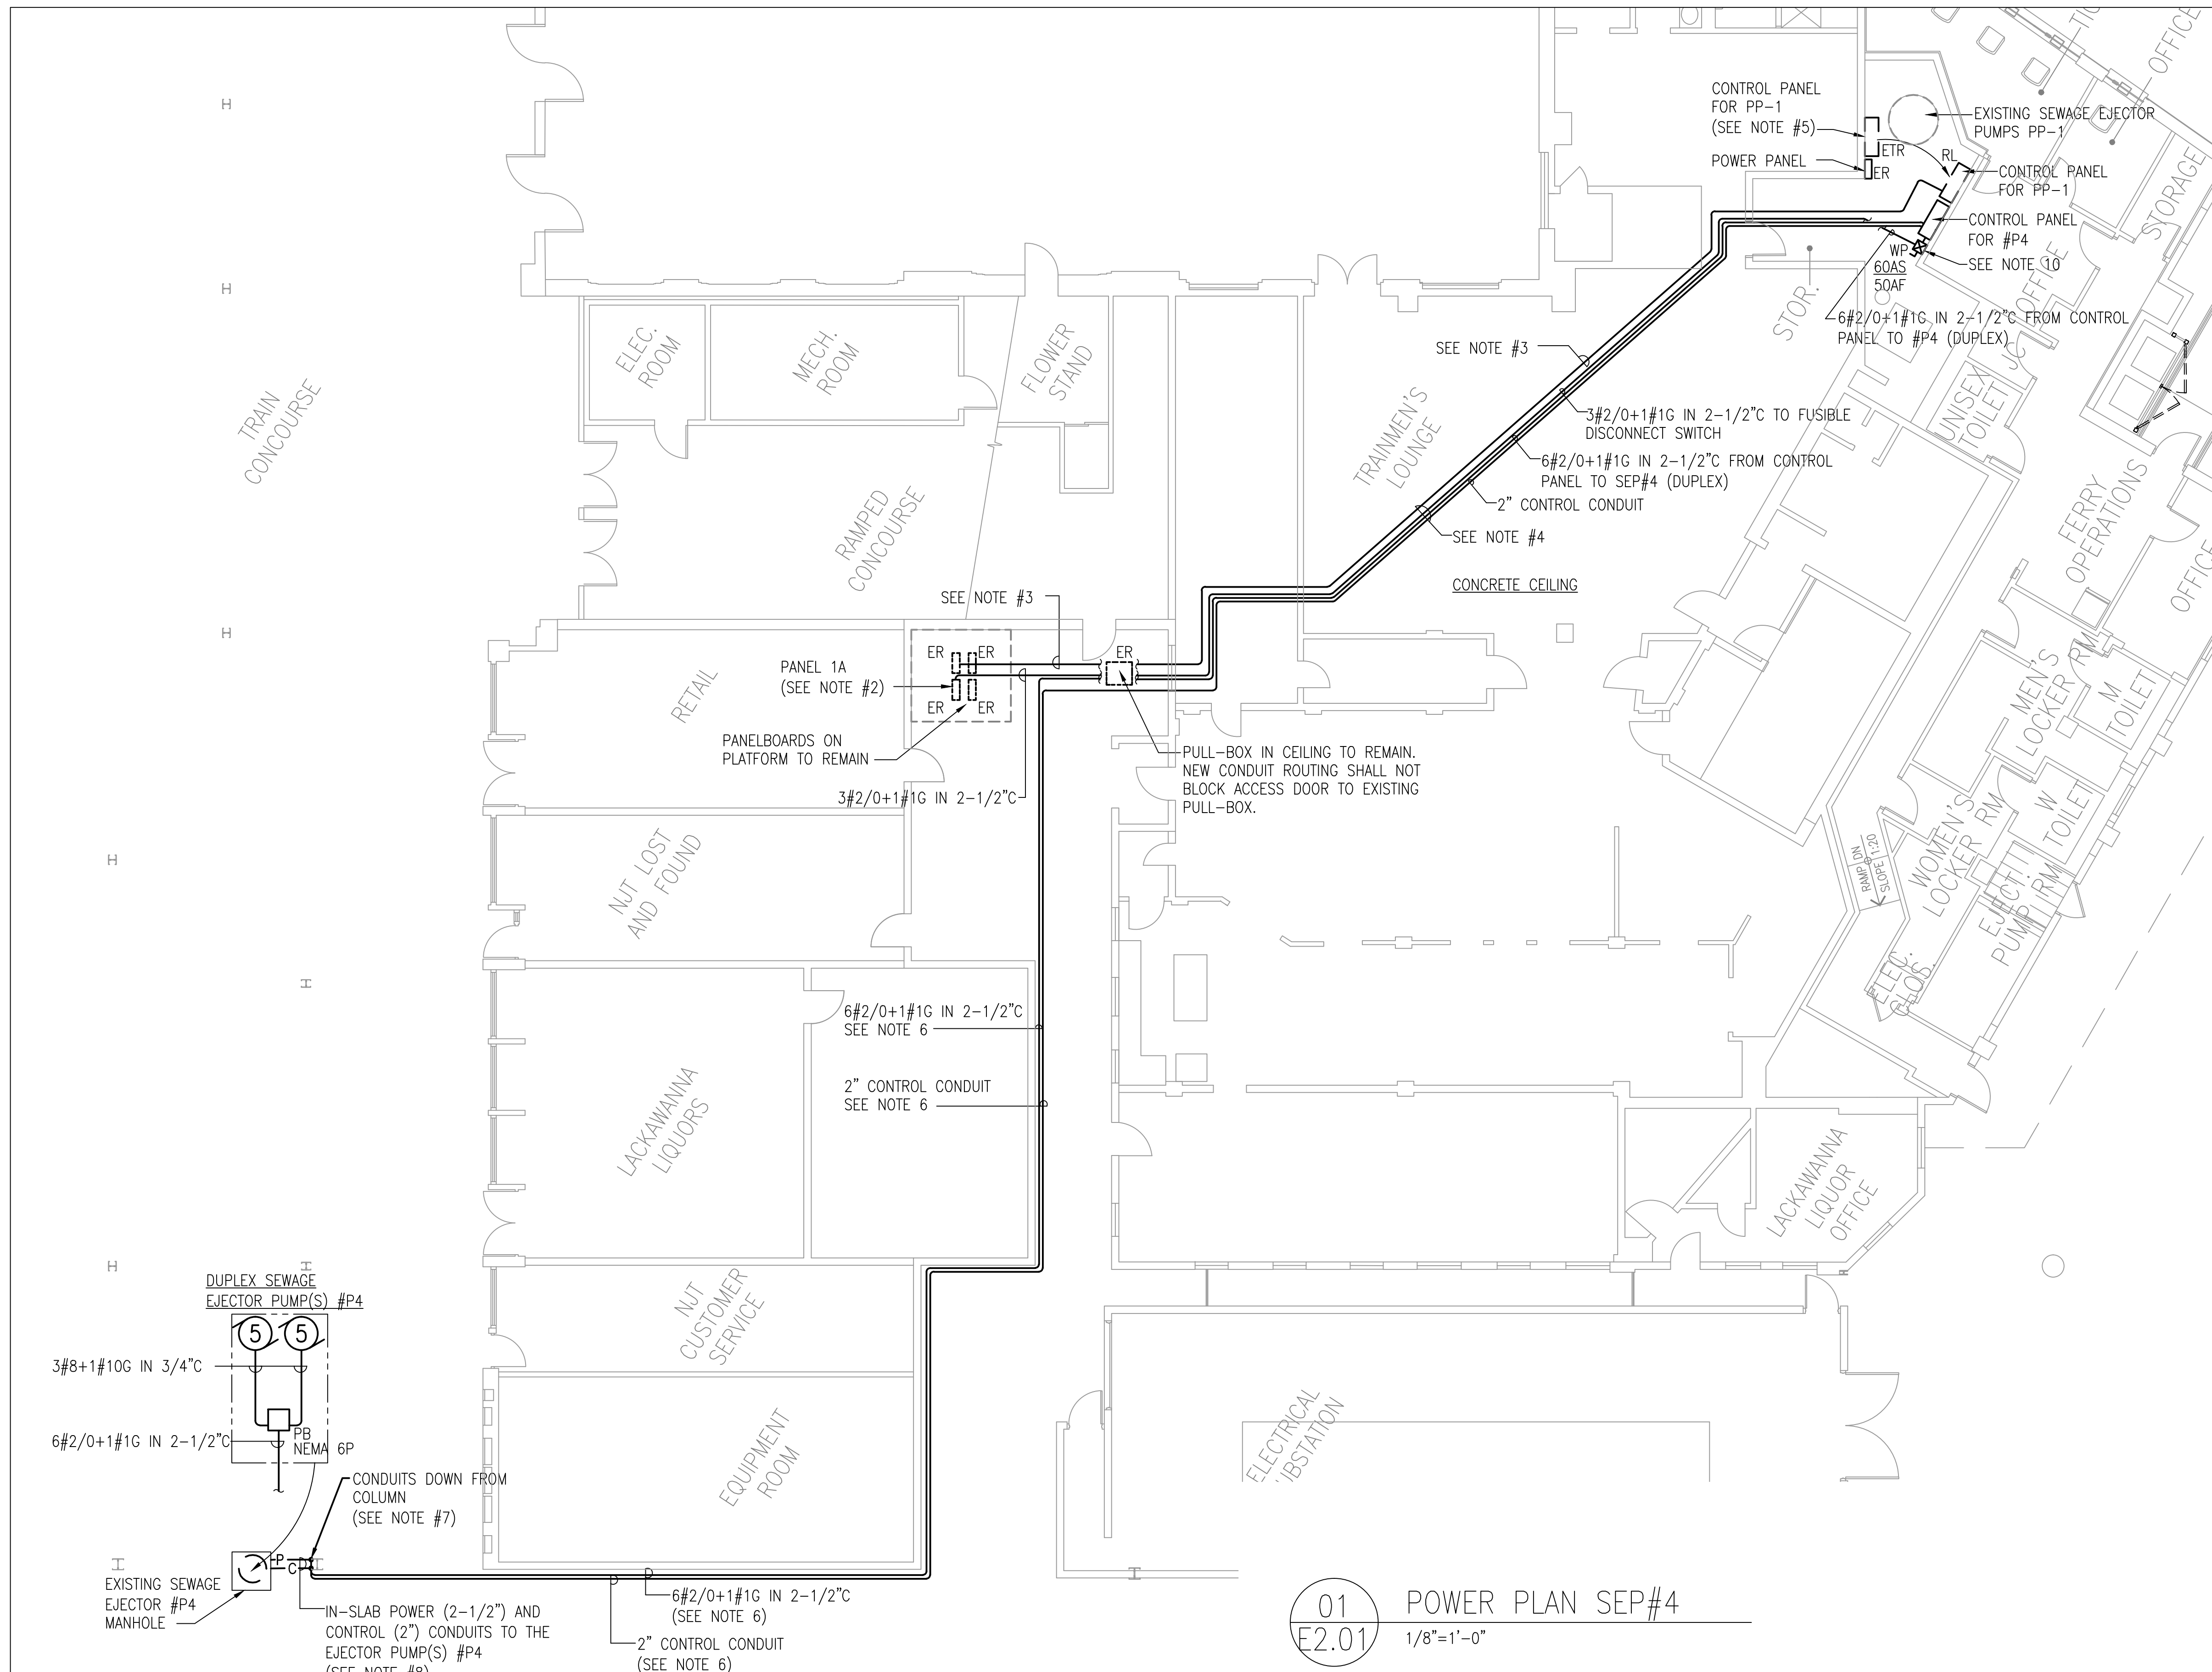 CONTROL PANEL
FOR PP-1
(SEE NOTE #5)
POWER PANEL
ETR
ER
RL
EXISTING SEWAGE EJECTOR
PUMPS PP-1
CONTROL PANEL
FOR PP-1
CONTROL PANEL
FOR #P4
SEE NOTE 10
WP
60AS
50AF
6#2/0+1#1G IN 2-1/2"C FROM CONTROL
PANEL TO #P4 (DUPLEX)
OFFICE
STORAGE
OFFICE
STOR.
UNISEX
TOILET
JC
TRAIN
CONCOURSE
ELEC.
ROOM
MECH.
ROOM
FLOWER
STAND
TRAINMEN'S
LOUNGE
RAMPED
CONCOURSE
SEE NOTE #3
3#2/0+1#1G IN 2-1/2"C TO FUSIBLE
DISCONNECT SWITCH
6#2/0+1#1G IN 2-1/2"C FROM CONTROL
PANEL TO SEP#4 (DUPLEX)
2" CONTROL CONDUIT
SEE NOTE #4
CONCRETE CEILING
FERRY
OPERATIONS
OFFICE
SEE NOTE #3
ER
ER
ER
ER
ER
PANEL 1A
(SEE NOTE #2)
RETAIL
PANELBOARDS ON
PLATFORM TO REMAIN
3#2/0+1#1G IN 2-1/2"C
PULL-BOX IN CEILING TO REMAIN.
NEW CONDUIT ROUTING SHALL NOT
BLOCK ACCESS DOOR TO EXISTING
PULL-BOX.
MEN'S
LOCKER RM
M
TOILET
WOMEN'S
LOCKER RM
W
TOILET
RAMP DN
SLOPE 1:20
EJECT.
PUMP RM
ELEC.
CLOS.
NJT LOST
AND FOUND
6#2/0+1#1G IN 2-1/2"C
SEE NOTE 6
2" CONTROL CONDUIT
SEE NOTE 6
LACKAWANNA
LIQUORS
LACKAWANNA
LIQUOR
OFFICE
NJT
CUSTOMER
SERVICE
EQUIPMENT
ROOM
ELECTRICAL
DUPLEX SEWAGE
EJECTOR PUMP(S) #P4
5 5
3#8+1#10G IN 3/4"C
6#2/0+1#1G IN 2-1/2"C
PB
NEMA 6P
CONDUITS DOWN FROM
COLUMN
(SEE NOTE #7)
P
C
EXISTING SEWAGE
EJECTOR #P4
MANHOLE
IN-SLAB POWER (2-1/2") AND
CONTROL (2") CONDUITS TO THE
EJECTOR PUMP(S) #P4
(SEE NOTE #8)
6#2/0+1#1G IN 2-1/2"C
(SEE NOTE 6)
2" CONTROL CONDUIT
(SEE NOTE 6)
01
E2.01
POWER PLAN SEP#4
1/8"=1'-0"